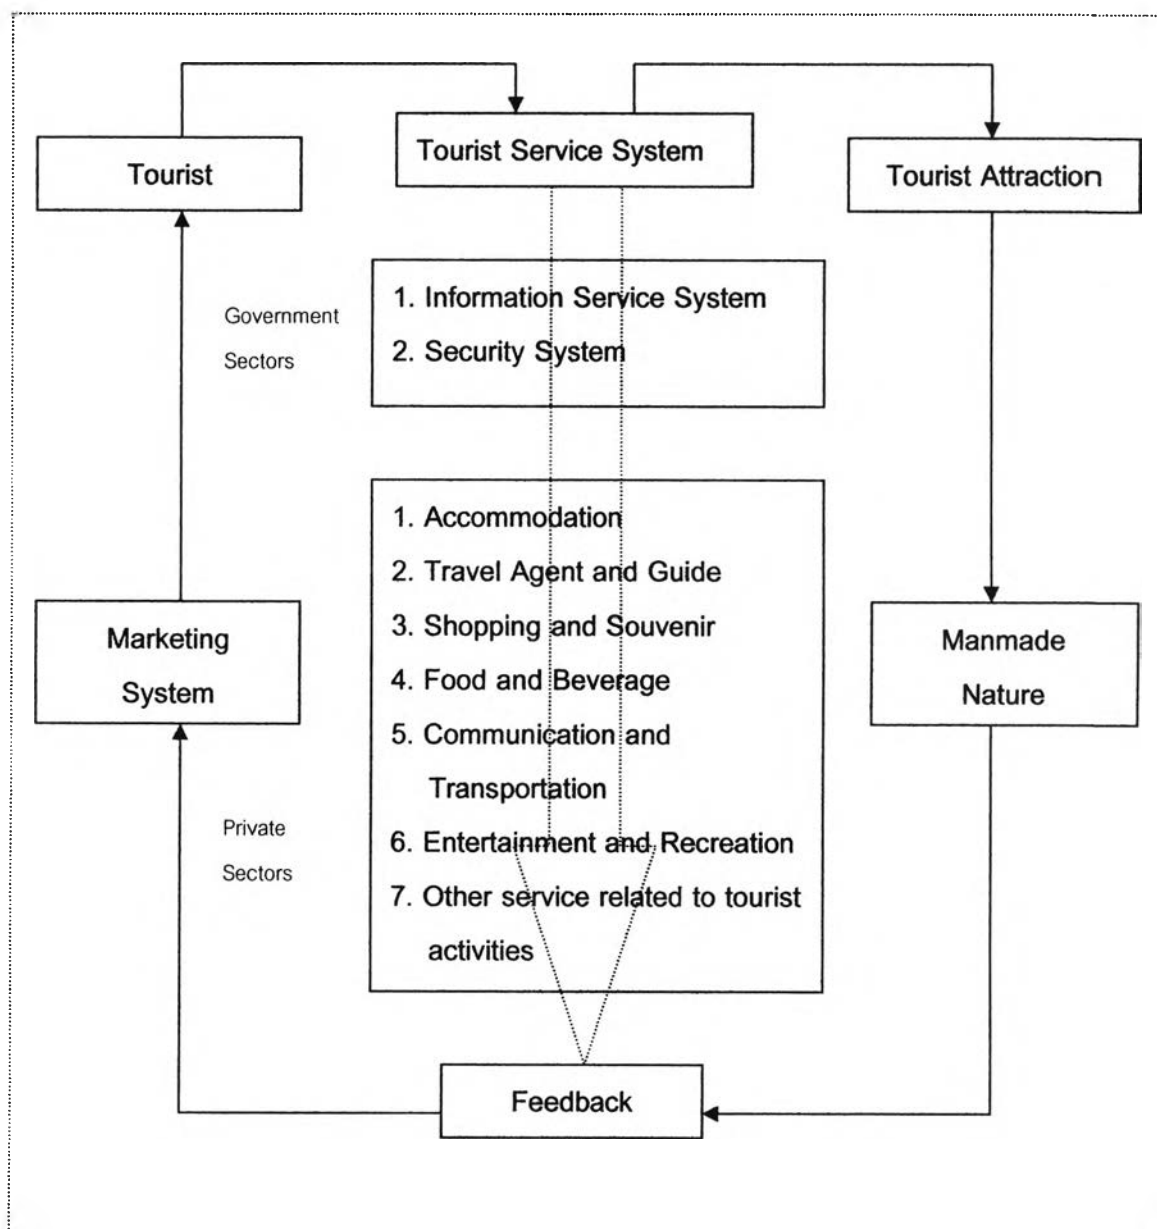 Tourist
Tourist Service System
Tourist Attraction
Government
Sectors
1. Information Service System
2. Security System
1. Accommodation
2. Travel Agent and Guide
3. Shopping and Souvenir
4. Food and Beverage
5. Communication and
Transportation
6. Entertainment and Recreation
7. Other service related to tourist
activities
Marketing
System
Manmade
Nature
Private
Sectors
Feedback